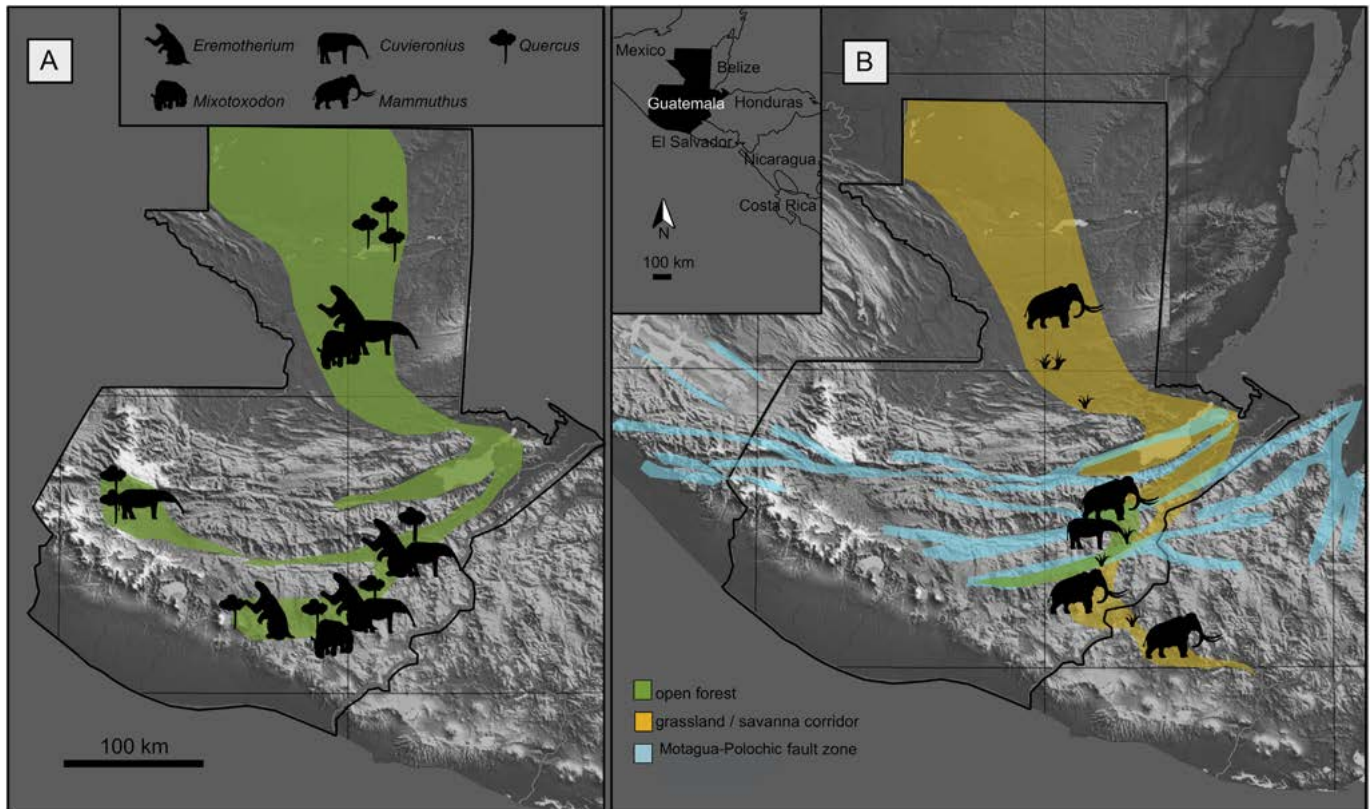 A
Eremotherium
Cuvieronius
Quercus
Mixotoxodon
Mammuthus
100 km
B
Mexico
Belize
Guatemala
Honduras
El Salvador
Nicaragua
Costa Rica
N
100 km
open forest
grassland / savanna corridor
Motagua-Polochic fault zone